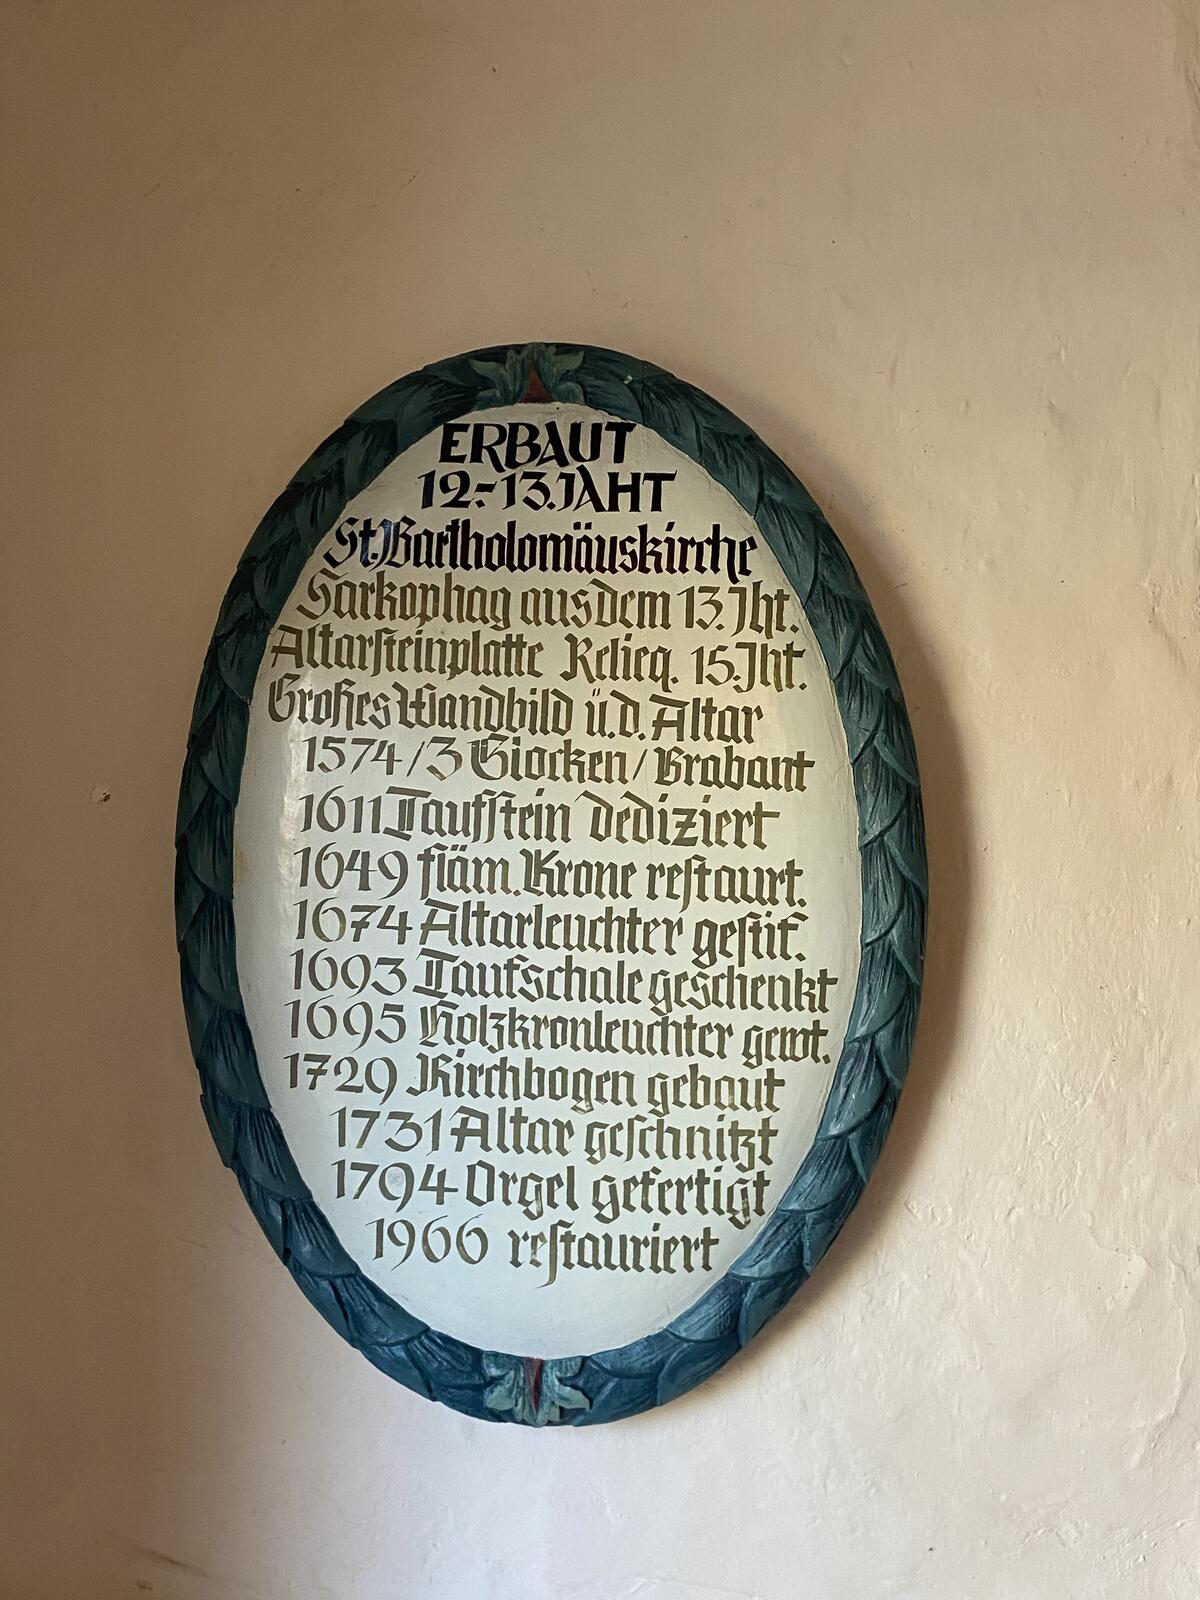 ERBAUT
12.-13.JAHT
St.Bartholomäuskirche
Sarkophag aus dem 13.Jht.
Altarsteinplatte Relieq. 15.Jht.
Großes Wandbild ü.d. Altar
1574/3 Glocken/Brabant
1611 Taufstein dediziert
1649 fläm. Krone restaurt.
1674 Altarleuchter gestif.
1693 Taufschale geschenkt
1695 Holzkronleuchter gewt.
1729 Kirchbogen gebaut
1731 Altar geschnitzt
1794 Orgel gefertigt
1966 restauriert